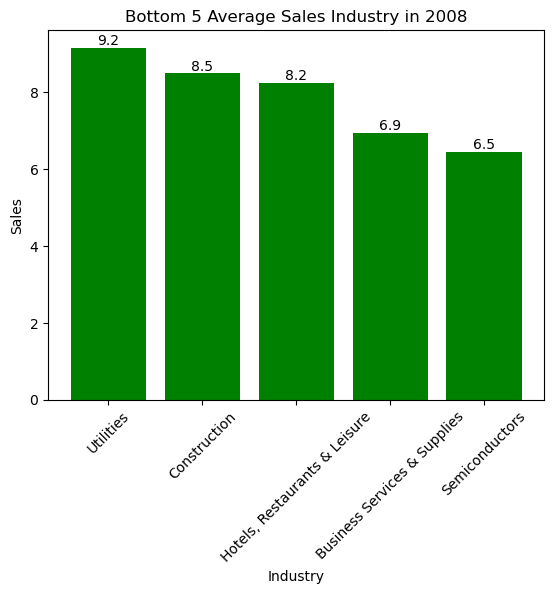 Bottom 5 Average Sales Industry in 2008
9.2
8.5
8.2
6.9
6.5
8
6
4
2
0
Sales
Utilities
Construction
Hotels, Restaurants & Leisure
Business Services & Supplies
Semiconductors
Industry